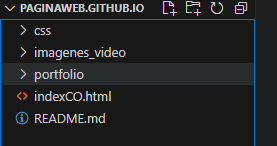 PAGINAWEB.GITHUB.IO
css
imagenes_video
portfolio
indexCO.html
README.md